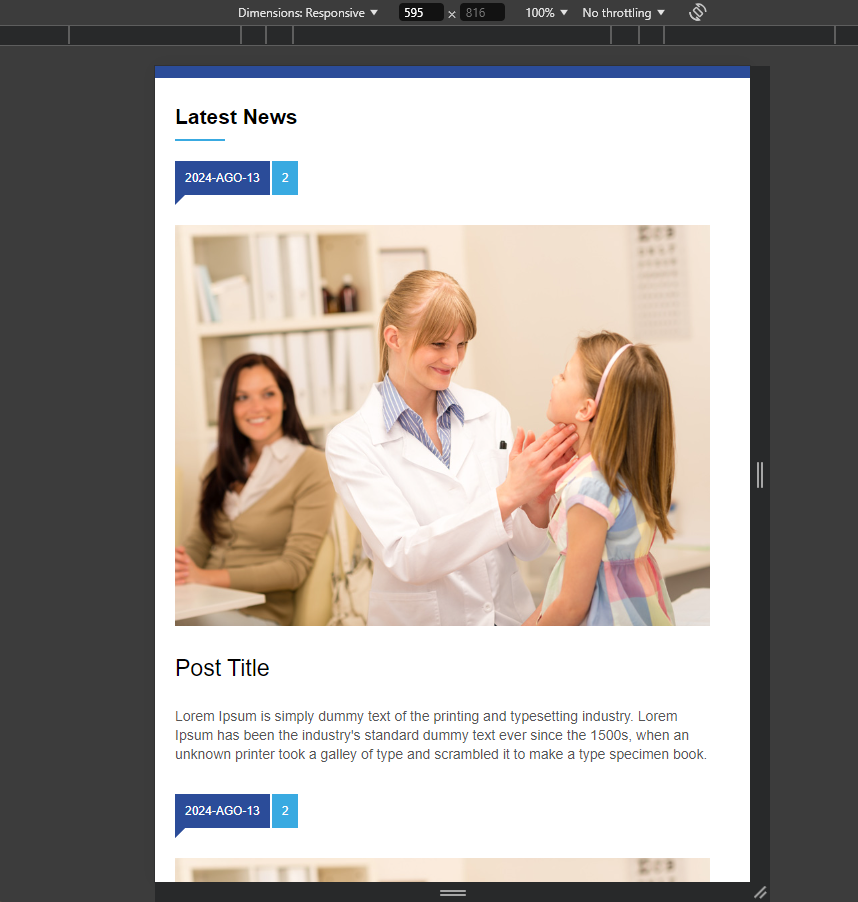 Dimensions: Responsive
595 × 816
100%
No throttling
Latest News
2024-AGO-13
2
Post Title
Lorem Ipsum is simply dummy text of the printing and typesetting industry. Lorem
Ipsum has been the industry's standard dummy text ever since the 1500s, when an
unknown printer took a galley of type and scrambled it to make a type specimen book.
2024-AGO-13
2